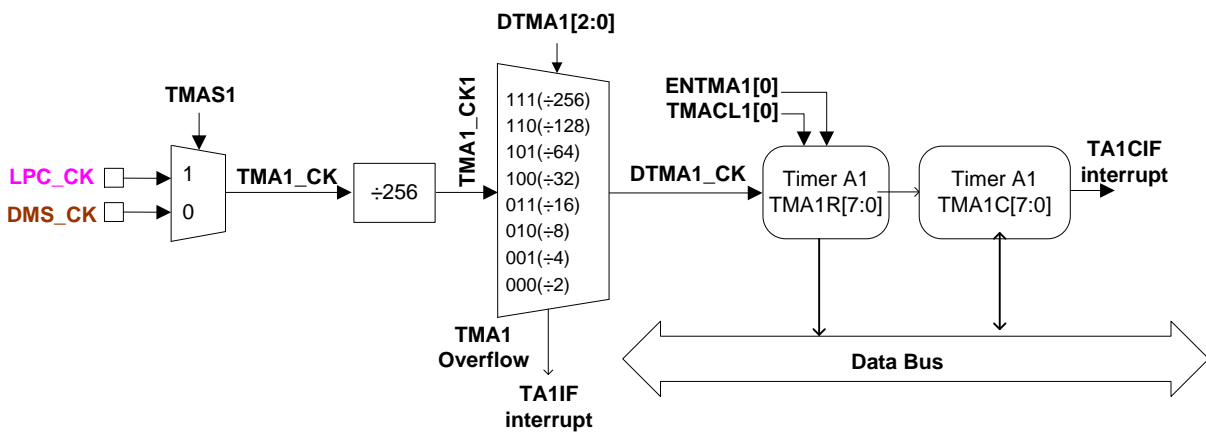 DTMA1[2:0]
TMAS1
LPC_CK
DMS_CK
1
0
TMA1_CK
÷256
TMA1_CK1
111(÷256)
110(÷128)
101(÷64)
100(÷32)
011(÷16)
010(÷8)
001(÷4)
000(÷2)
TMA1
Overflow
TA1IF
interrupt
DTMA1_CK
ENTMA1[0]
TMACL1[0]
Timer A1
TMA1R[7:0]
Timer A1
TMA1C[7:0]
TA1CIF
interrupt
Data Bus